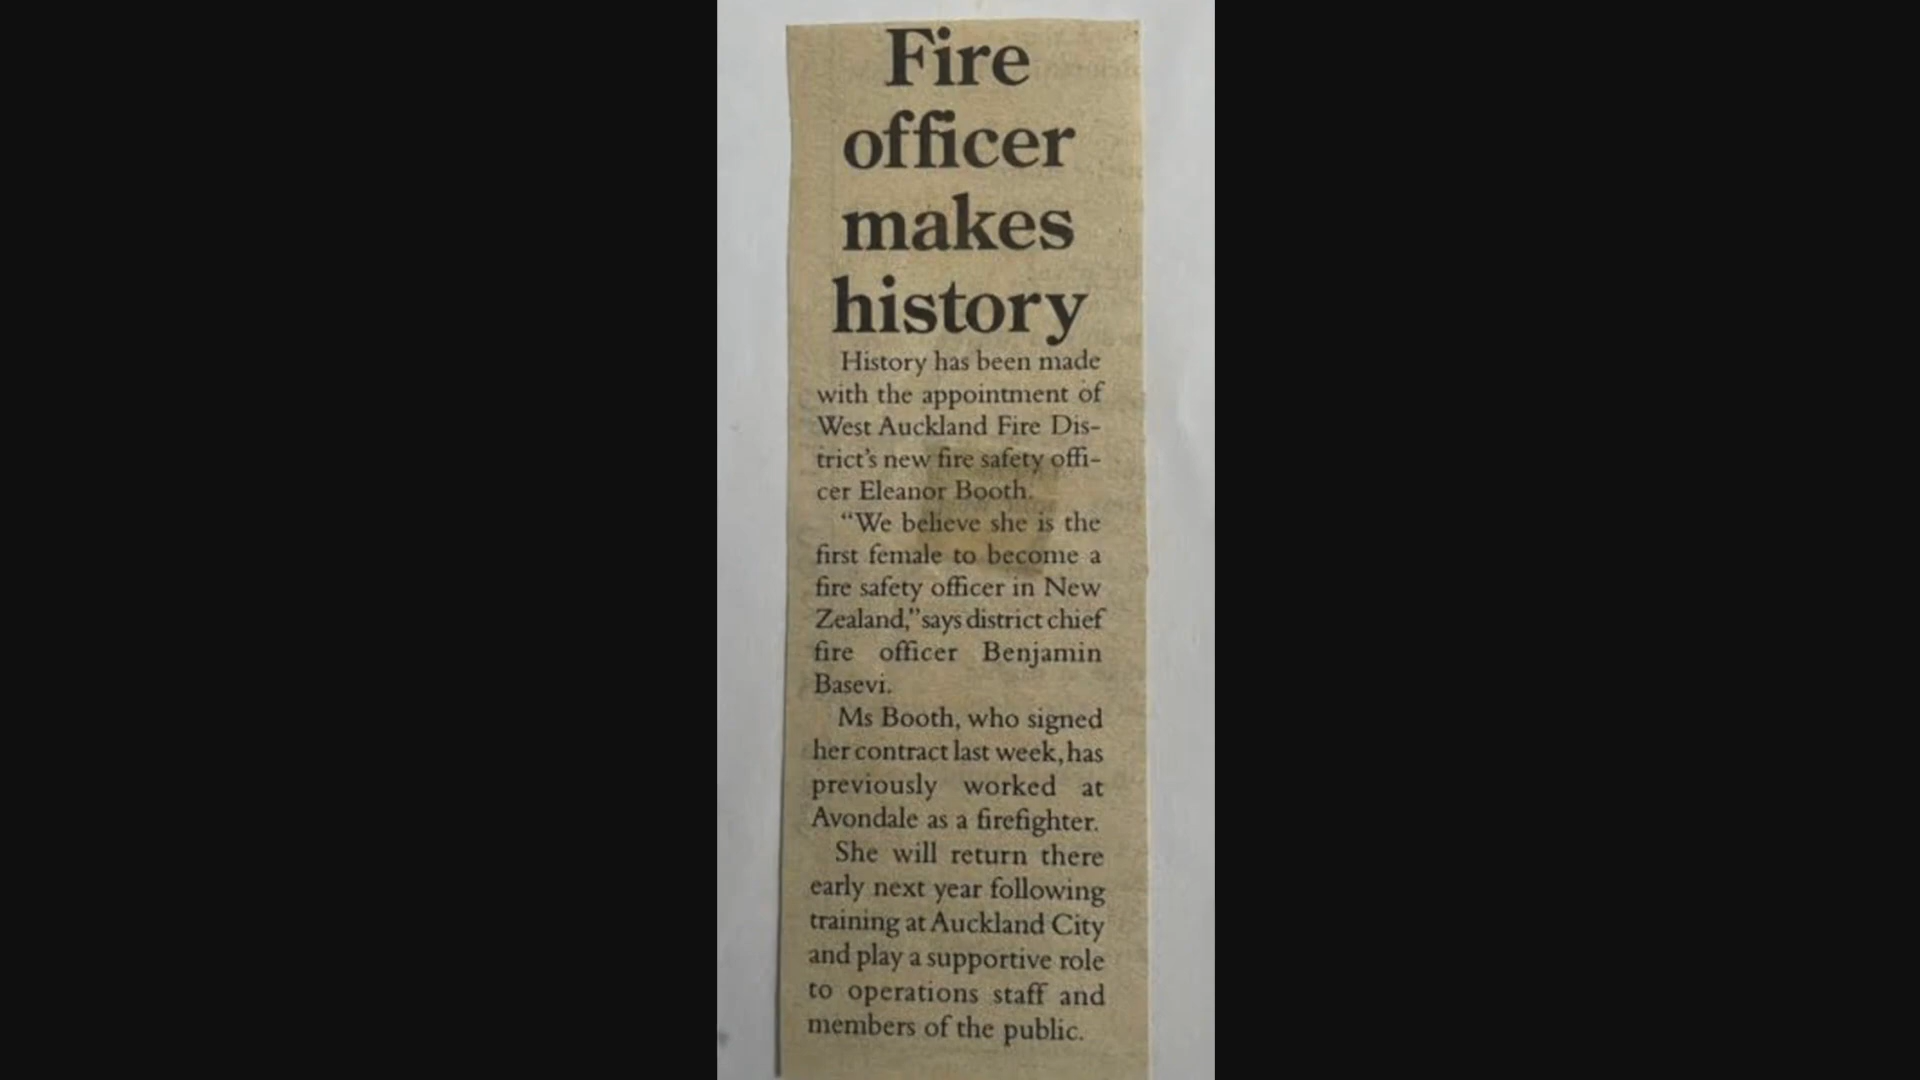 Fire
officer
makes
history
History has been made
with the appointment of
West Auckland Fire Dis-
trict's new fire safety offi-
cer Eleanor Booth.
“We believe she is the
first female to become a
fire safety officer in New
Zealand,” says district chief
fire officer Benjamin
Basevi.
Ms Booth, who signed
her contract last week, has
previously worked at
Avondale as a firefighter.
She will return there
early next year following
training at Auckland City
and play a supportive role
to operations staff and
members of the public.